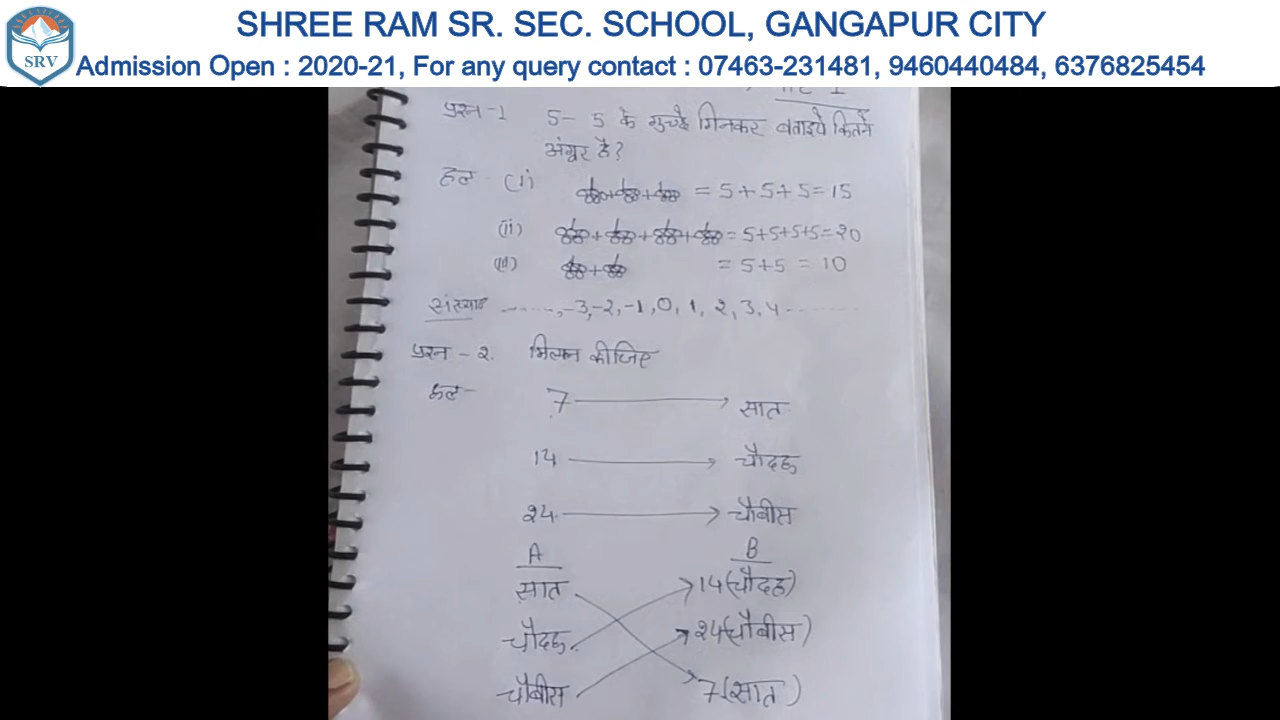 SHREE RAM SR. SEC. SCHOOL, GANGAPUR CITY
SRV
Admission Open : 2020-21, For any query contact : 07463-231481, 9460440484, 6376825454
प्रश्न-1 5-5 के गुच्छे गिनकर बताइये कितने
अंगूर है?
हल- (i) = 5+5+5=15
(ii) = 5+5+5+5=20
(iii) = 5+5 = 10
संख्याए ......., -3, -2, -1, 0, 1, 2, 3, 4 ........
प्रश्न - 2. मिलान कीजिए
हल-
7 सात
14 चौदह
24 चौबीस
A B
सात 14(चौदह)
चौदह 24(चौबीस)
चौबीस 7(सात)